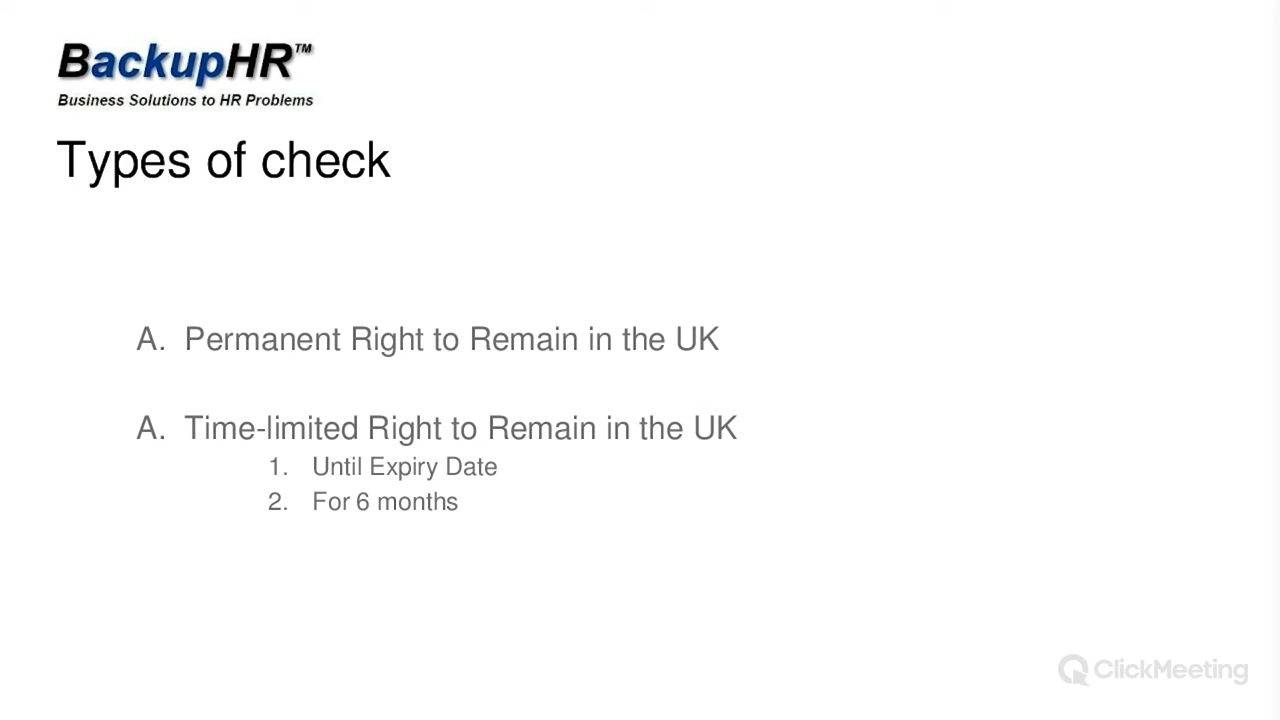 BackupHR™
Business Solutions to HR Problems
Types of check
A. Permanent Right to Remain in the UK
A. Time-limited Right to Remain in the UK
1. Until Expiry Date
2. For 6 months
ClickMeeting